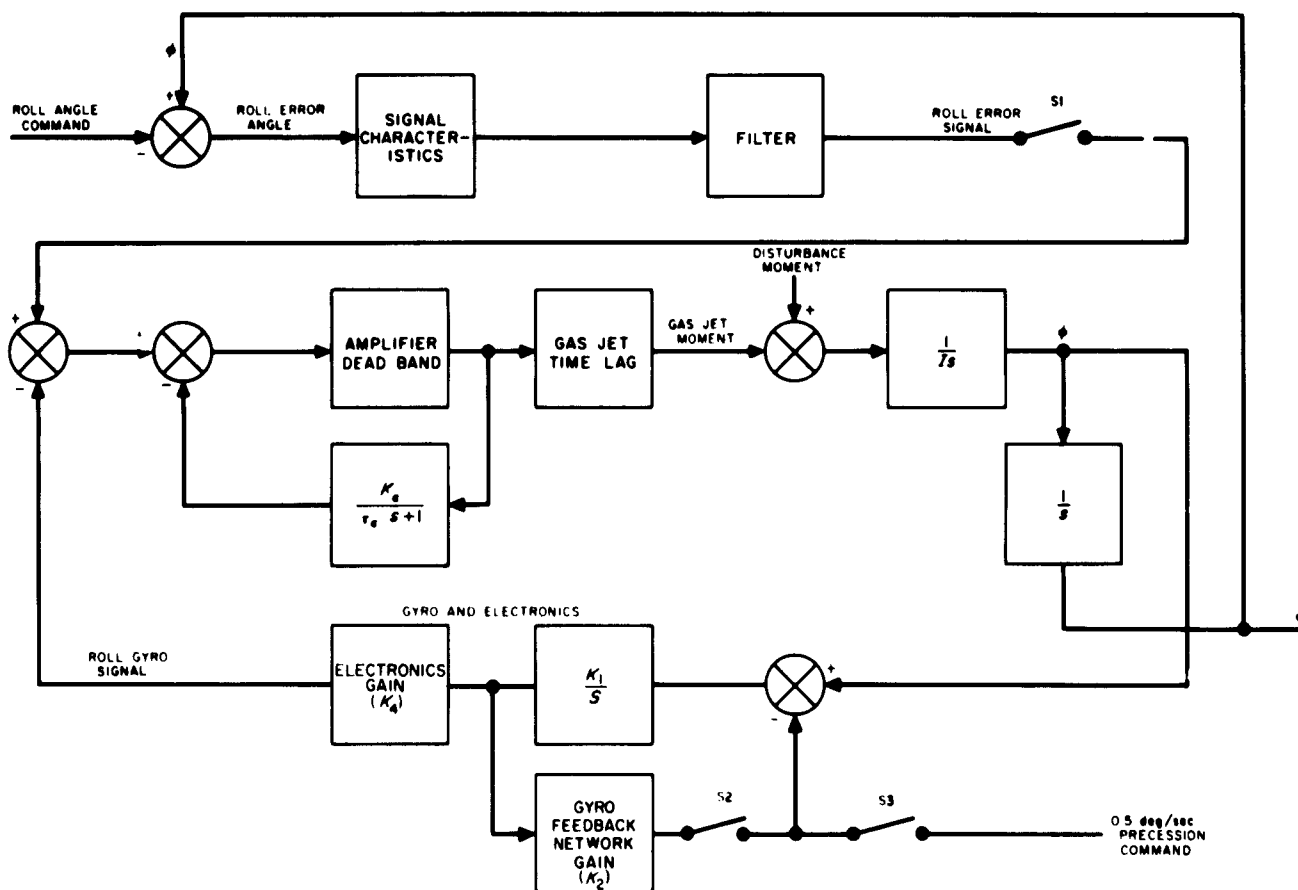 ϕ
+
ROLL ANGLE
COMMAND
-
ROLL ERROR
ANGLE
SIGNAL
CHARACTER-
ISTICS
FILTER
ROLL ERROR
SIGNAL
S1
DISTURBANCE
MOMENT
+
+
-
-
AMPLIFIER
DEAD BAND
GAS JET
TIME LAG
GAS JET
MOMENT
1
Is
ϕ
K
τ s+1
1
s
GYRO AND ELECTRONICS
ROLL GYRO
SIGNAL
ELECTRONICS
GAIN
(K4)
K1
S
+
-
GYRO
FEEDBACK
NETWORK
GAIN
(K2)
S2
S3
0.5 deg/sec
PRECESSION
COMMAND